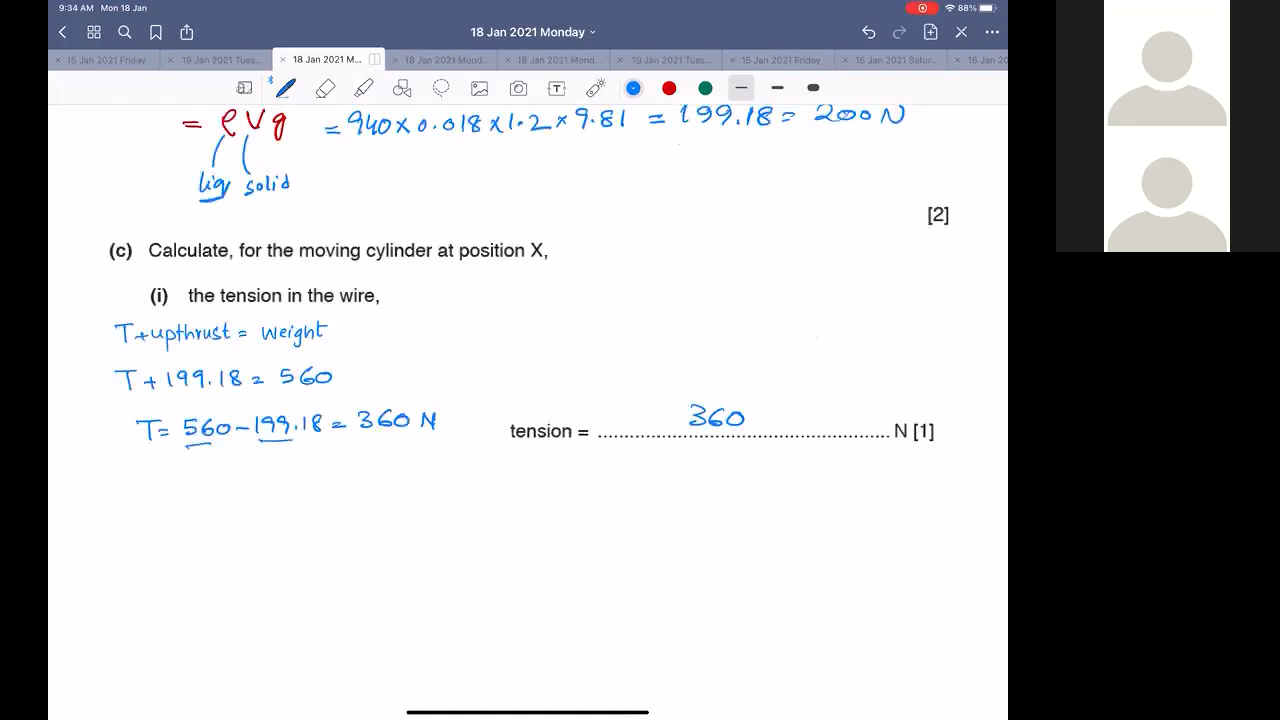 9:34 AM Mon 18 Jan
88%
18 Jan 2021 Monday
15 Jan 2021 Friday
19 Jan 2021 Tues...
18 Jan 2021 M...
18 Jan 2021 Mond...
18 Jan 2021 Mond...
19 Jan 2021 Tues...
15 Jan 2021 Friday
16 Jan 2021 Satur...
16 Jan 20
= ρVg = 940×0.018×1.2×9.81 = 199.18 = 200N
liq solid
[2]
(c) Calculate, for the moving cylinder at position X,
(i) the tension in the wire,
T+upthrust = weight
T+199.18 = 560
T = 560-199.18 = 360 N
tension = 360 N [1]